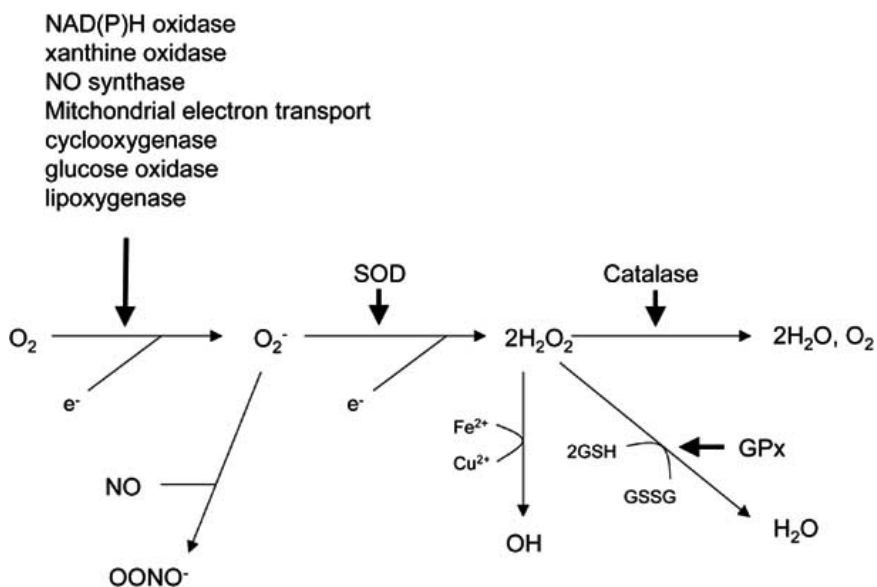 NAD(P)H oxidase
xanthine oxidase
NO synthase
Mitchondrial electron transport
cyclooxygenase
glucose oxidase
lipoxygenase
SOD
Catalase
O₂
O₂⁻
2H₂O₂
2H₂O, O₂
e⁻
e⁻
Fe²⁺
Cu²⁺
2GSH
GPx
GSSG
NO
H₂O
OH
OONO⁻